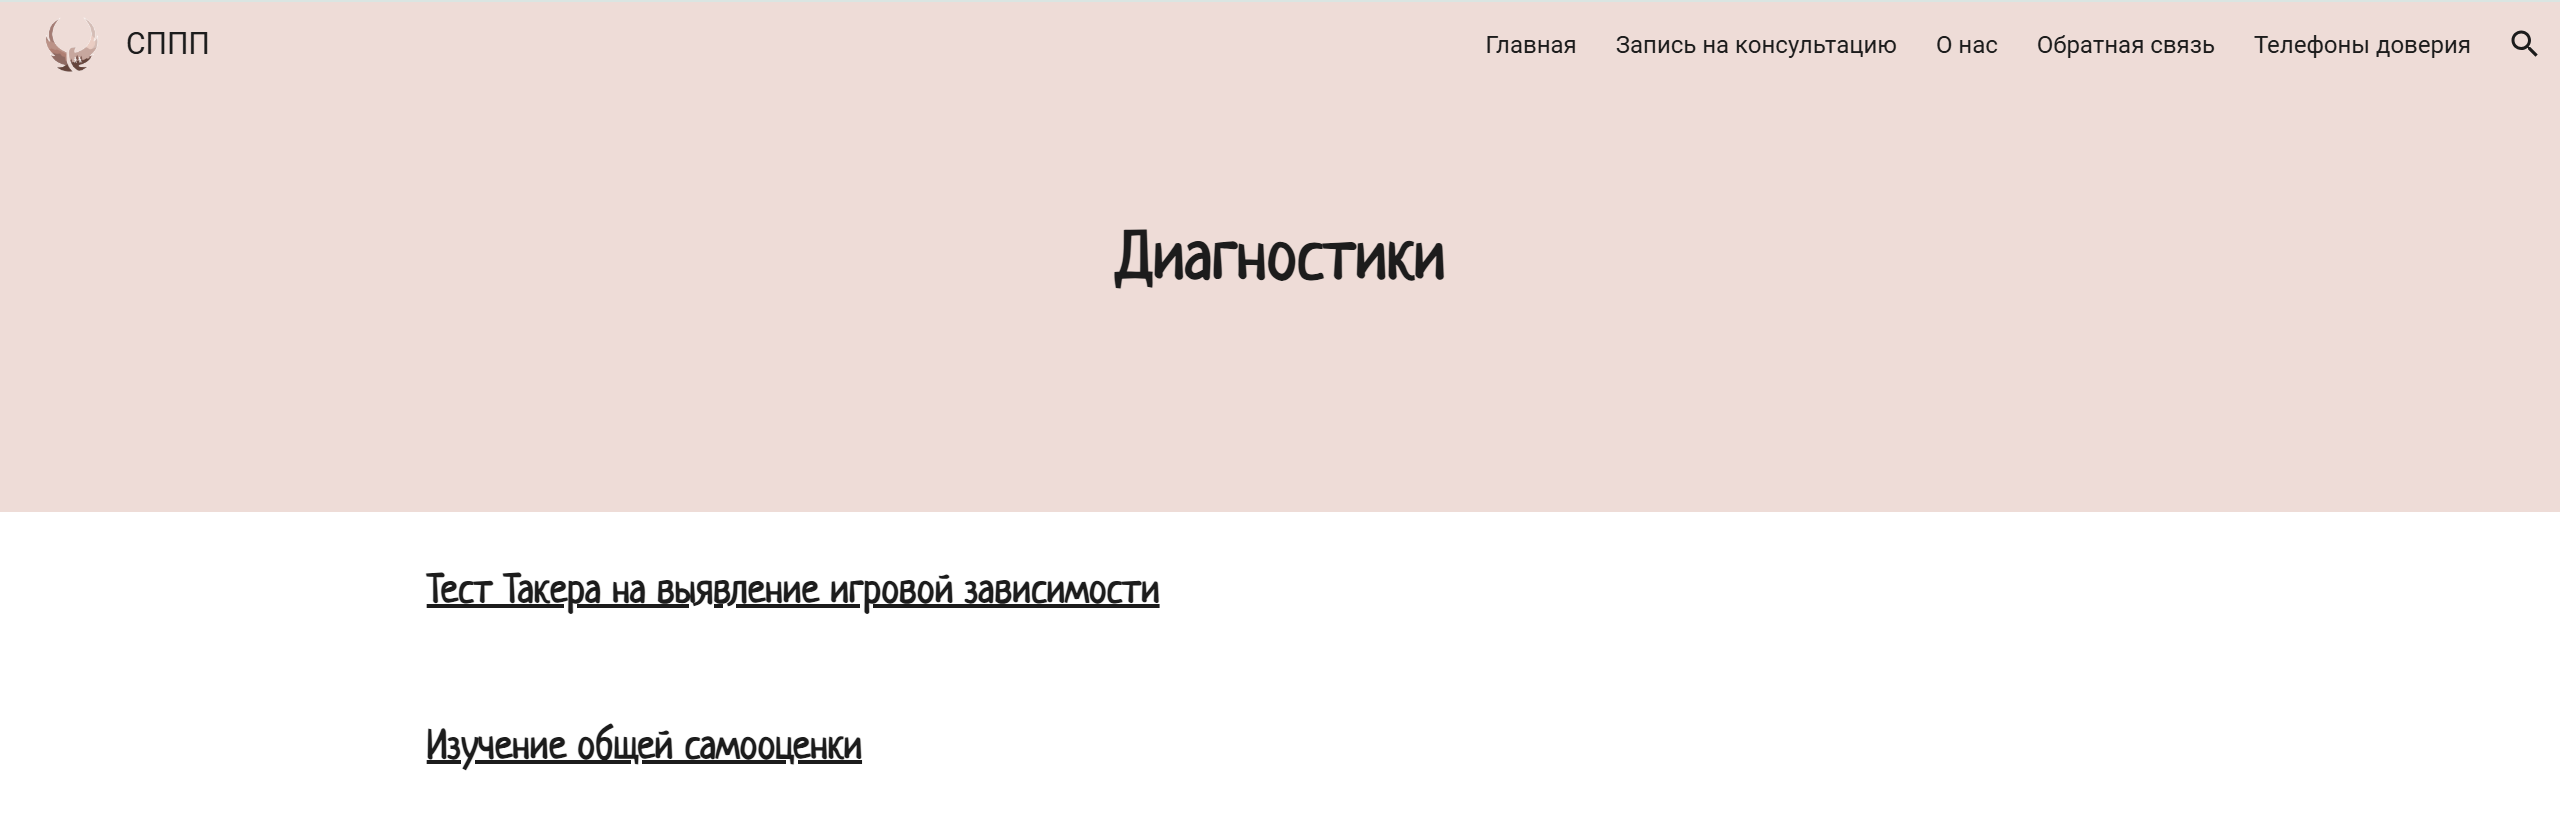 СППП
Главная Запись на консультацию О нас Обратная связь Телефоны доверия
Диагностики
Тест Такера на выявление игровой зависимости
Изучение общей самооценки